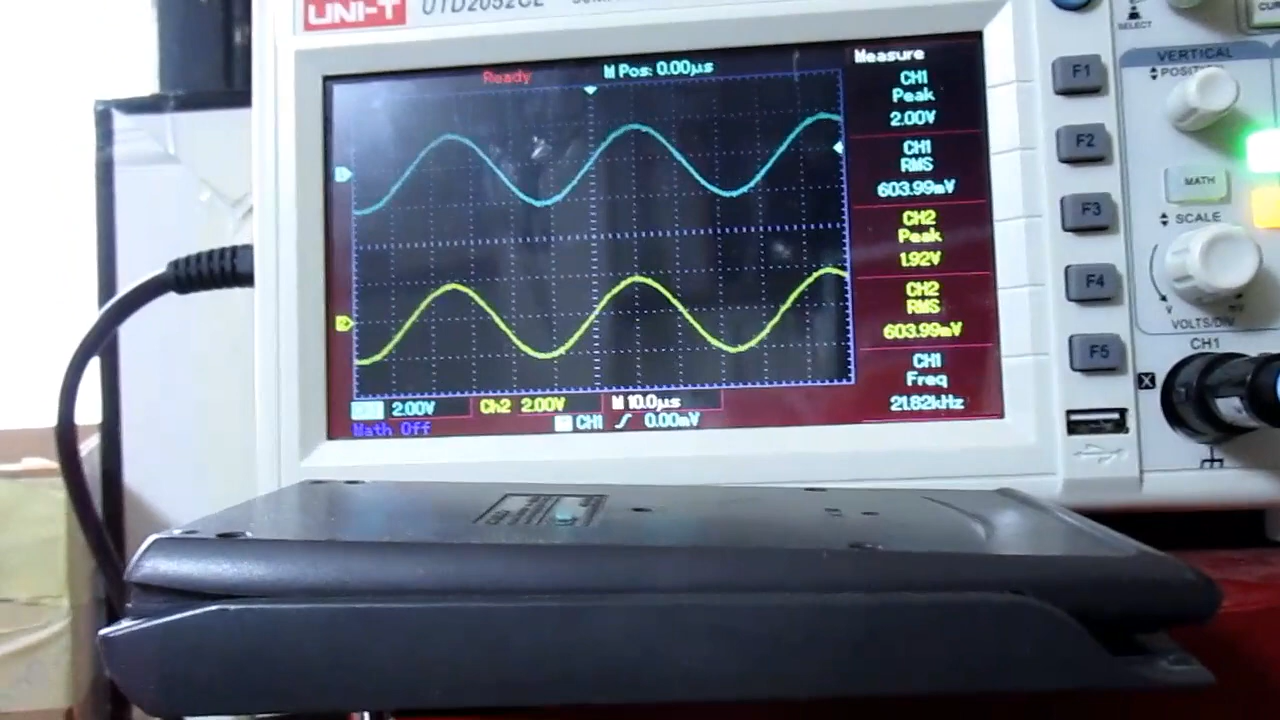 UNI-T UTD2052CL
SELECT
Ready M Pos: 0.00μs
Measure
CH1
Peak
2.00V
CH1
RMS
603.99mV
CH2
Peak
1.92V
CH2
RMS
603.99mV
CH1
Freq
21.82kHz
2.00V Ch2 2.00V M 10.0μs
Math Off CH1 0.00mV
F1
F2
F3
F4
F5
VERTICAL
MATH
SCALE
V
VOLTS/DIV
CH1
X